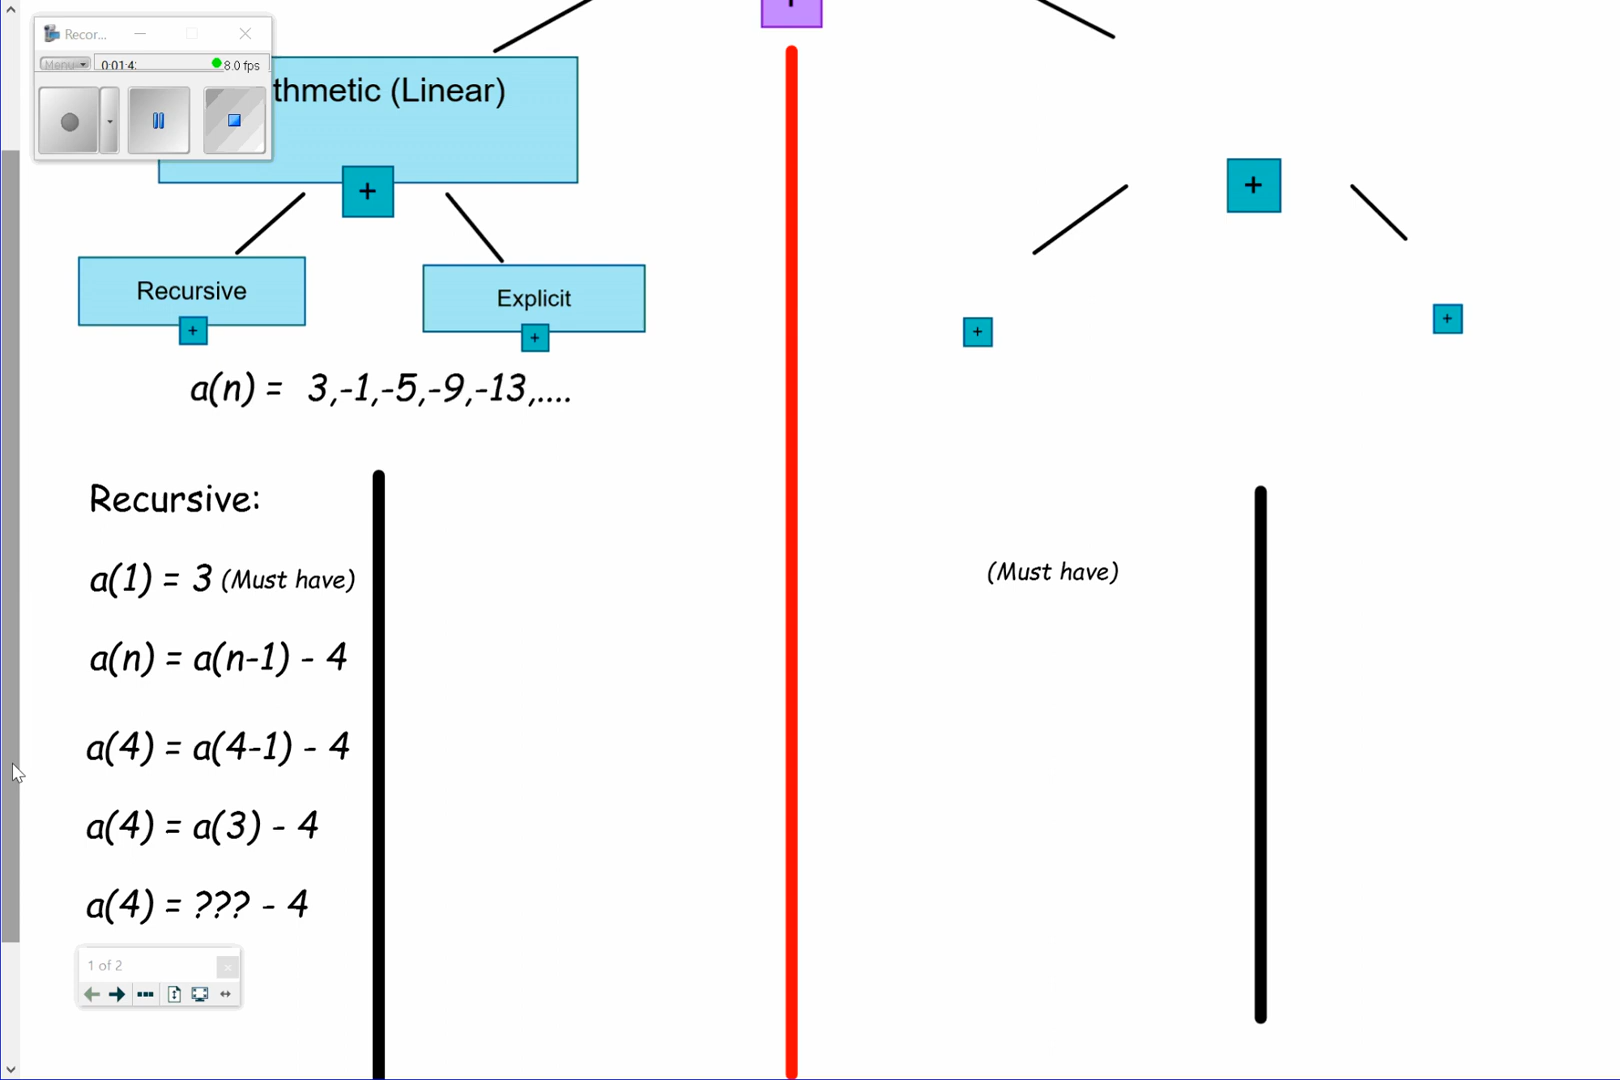 Recor...
Menu
0:01:4
8.0 fps
thmetic (Linear)
+
+
+
Recursive
Explicit
+
+
+
+
a(n) = 3,-1,-5,-9,-13,....
Recursive:
a(1) = 3 (Must have)
(Must have)
a(n) = a(n-1) - 4
a(4) = a(4-1) - 4
a(4) = a(3) - 4
a(4) = ??? - 4
1 of 2